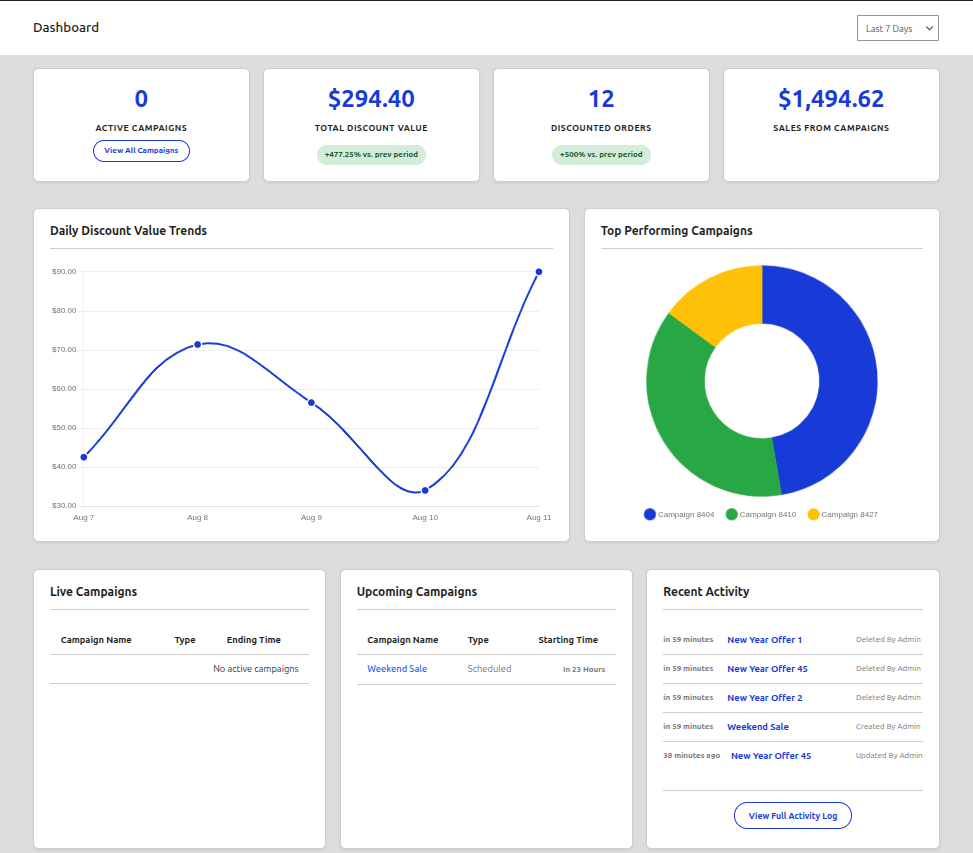 Dashboard
Last 7 Days
0
ACTIVE CAMPAIGNS
View All Campaigns
$294.40
TOTAL DISCOUNT VALUE
+477.25% vs. prev period
12
DISCOUNTED ORDERS
+500% vs. prev period
$1,494.62
SALES FROM CAMPAIGNS
Daily Discount Value Trends
$90.00
$80.00
$70.00
$60.00
$50.00
$40.00
$30.00
Aug 7 Aug 8 Aug 9 Aug 10 Aug 11
Top Performing Campaigns
Campaign 8404 Campaign 8410 Campaign 8427
Live Campaigns
Campaign Name Type Ending Time
No active campaigns
Upcoming Campaigns
Campaign Name Type Starting Time
Weekend Sale Scheduled In 23 Hours
Recent Activity
in 59 minutes New Year Offer 1 Deleted By Admin
in 59 minutes New Year Offer 45 Deleted By Admin
in 59 minutes New Year Offer 2 Deleted By Admin
in 59 minutes Weekend Sale Created By Admin
38 minutes ago New Year Offer 45 Updated By Admin
View Full Activity Log